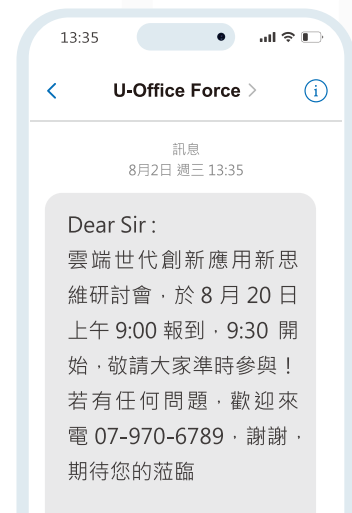 13:35
U-Office Force
訊息
8月2日 週三 13:35
Dear Sir :
雲端世代創新應用新思
維研討會，於 8 月 20 日
上午 9:00 報到，9:30 開
始，敬請大家準時參與！
若有任何問題，歡迎來
電 07-970-6789，謝謝，
期待您的蒞臨